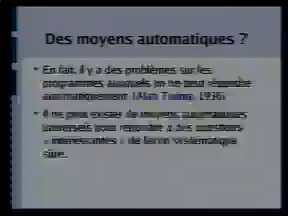 Des moyens automatiques ?
• En fait, il y a des problèmes sur les
programmes auxquels on ne peut répondre
automatiquement (Alan Turing, 1936)
• Il ne peut exister de moyens automatiques
universels pour répondre à des questions
« intéressantes » de façon systématique
sûre.